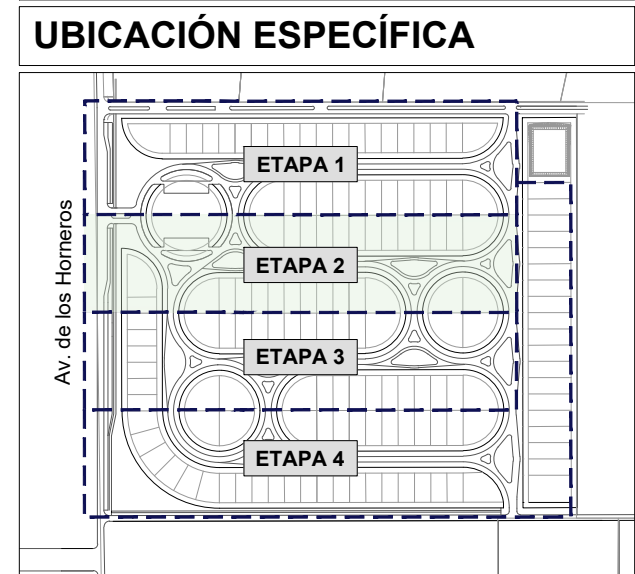 UBICACIÓN ESPECÍFICA
ETAPA 1
Av. de los Horneros
ETAPA 2
ETAPA 3
ETAPA 4